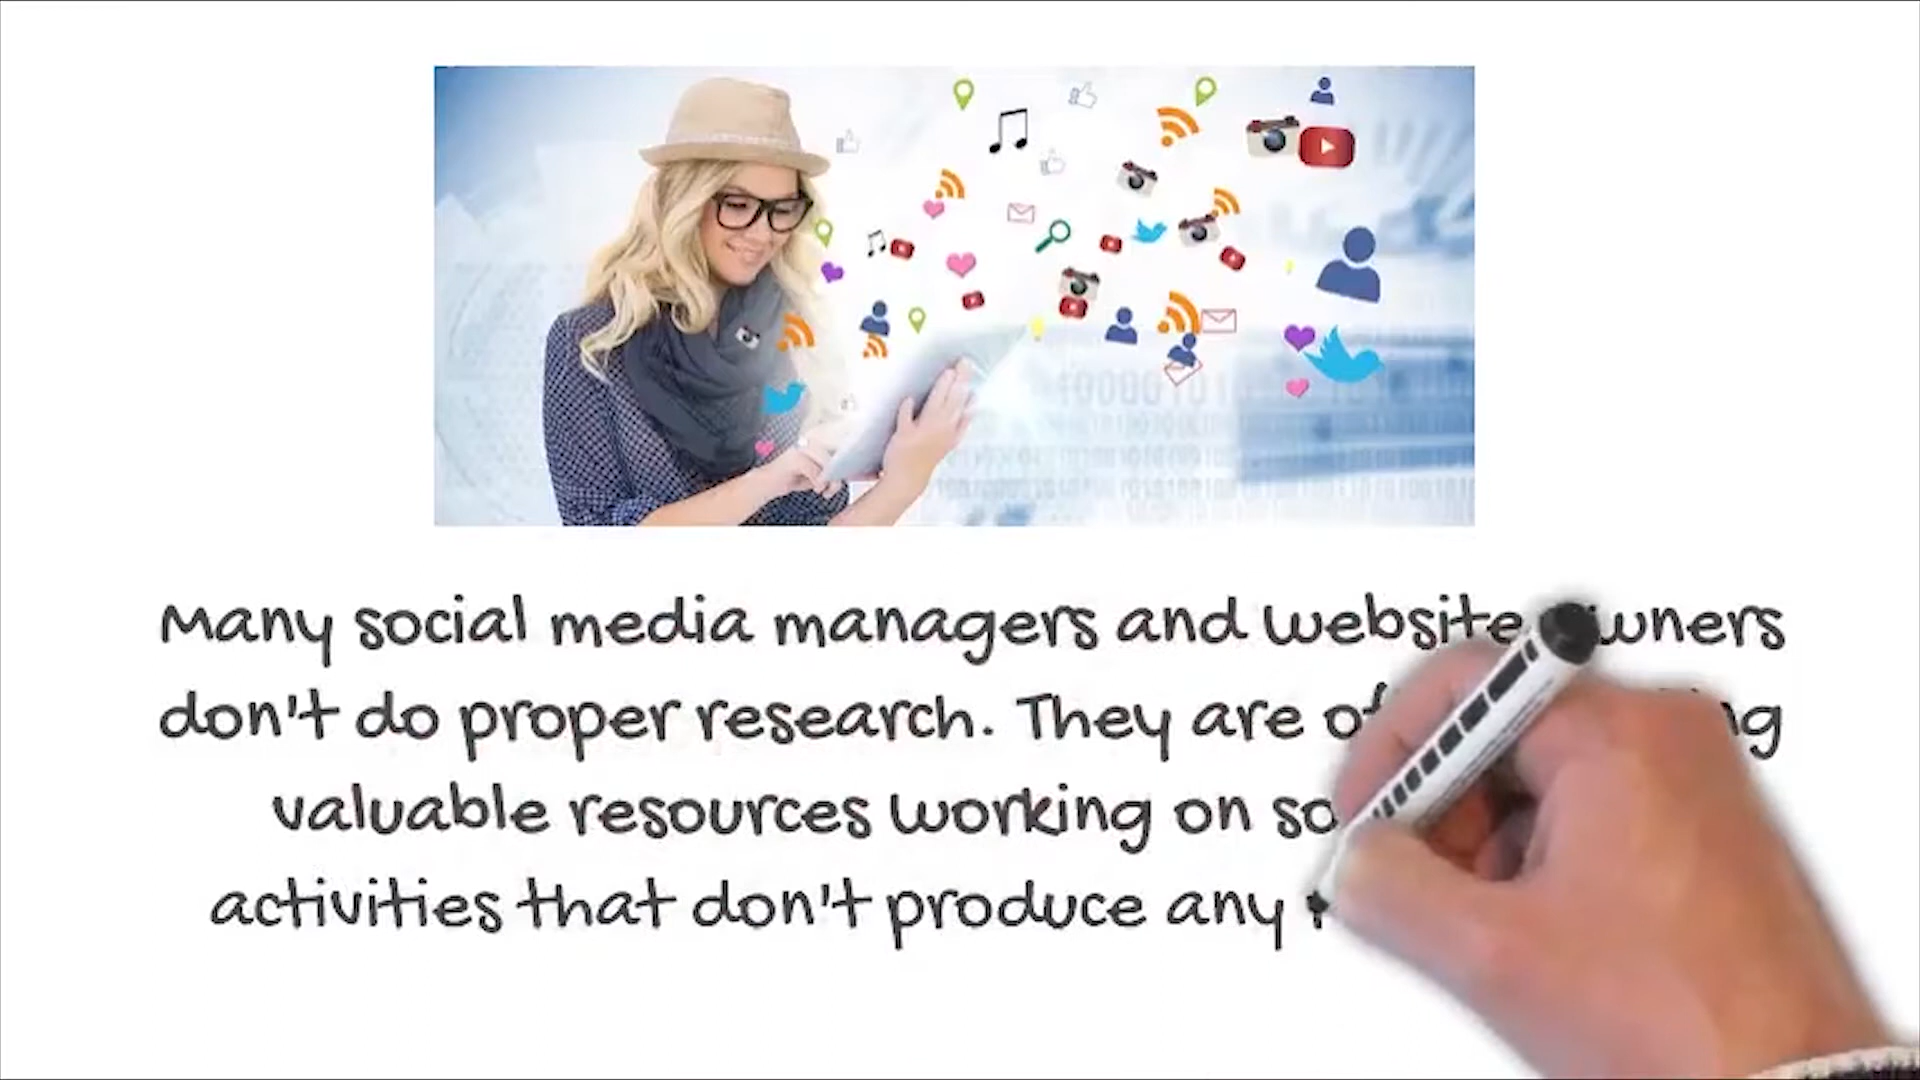 Many social media managers and website owners
don't do proper research. They are
valuable resources working on
activities that don't produce any